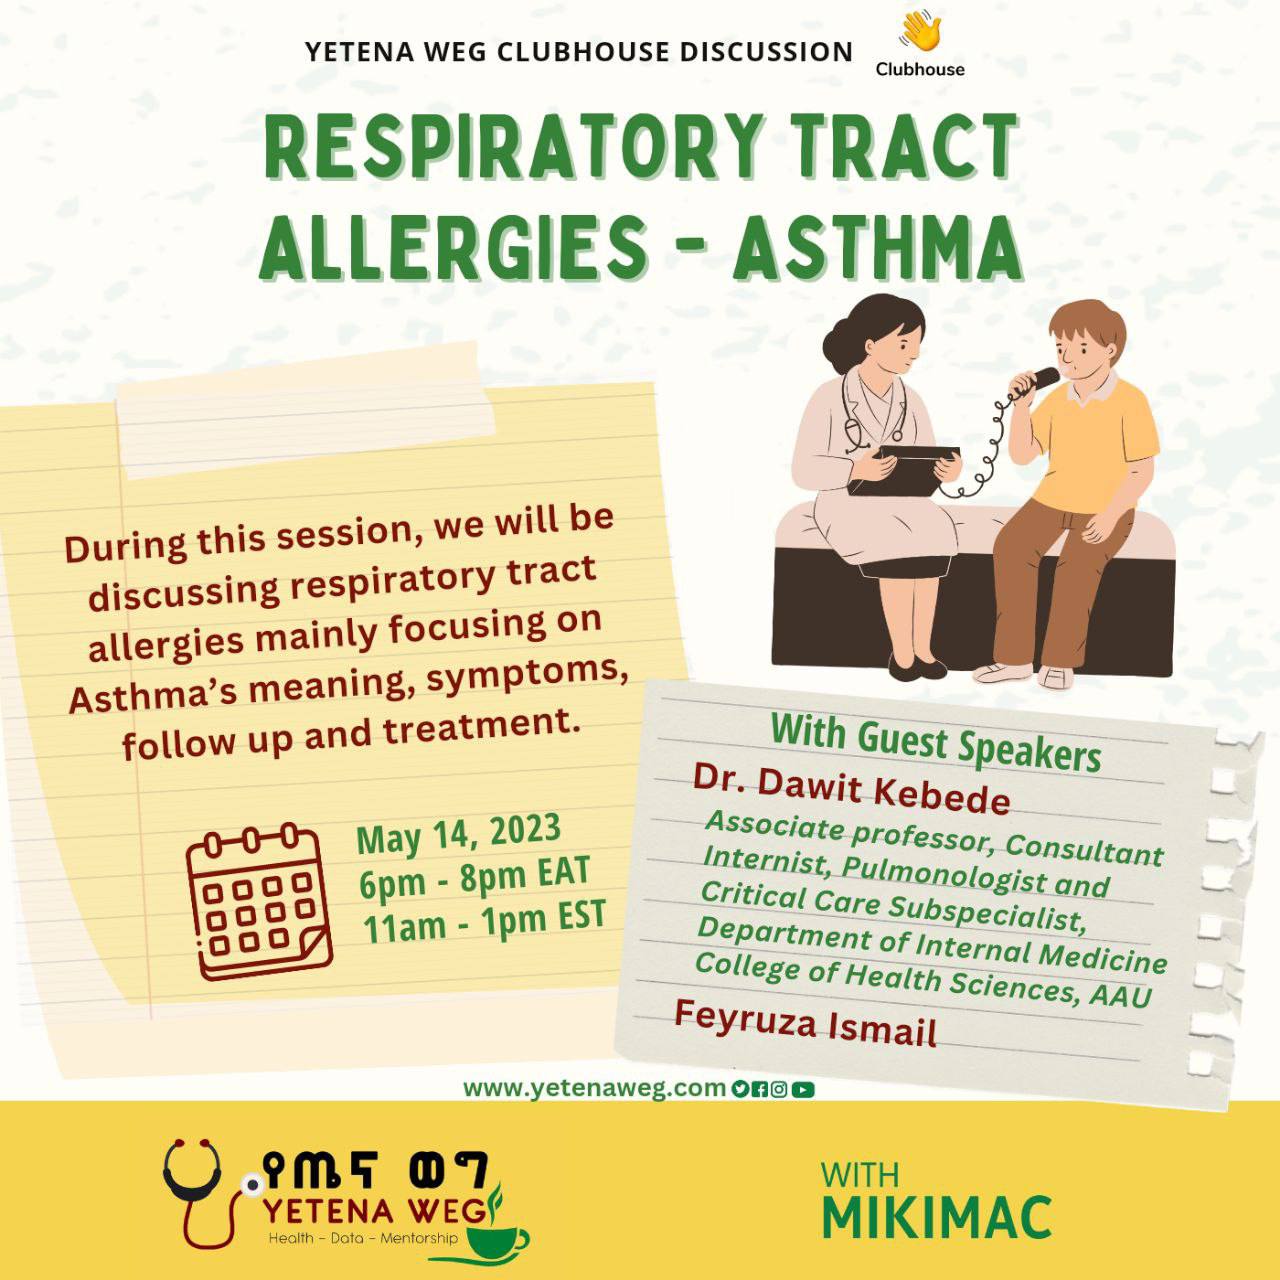 YETENA WEG CLUBHOUSE DISCUSSION
Clubhouse
RESPIRATORY TRACT
ALLERGIES - ASTHMA
During this session, we will be
discussing respiratory tract
allergies mainly focusing on
Asthma's meaning, symptoms,
follow up and treatment.
May 14, 2023
6pm - 8pm EAT
11am - 1pm EST
With Guest Speakers
Dr. Dawit Kebede
Associate professor, Consultant
Internist, Pulmonologist and
Critical Care Subspecialist,
Department of Internal Medicine
College of Health Sciences, AAU
Feyruza Ismail
www.yetenaweg.com
የጤና ወግ
YETENA WEG
Health - Data - Mentorship
WITH
MIKIMAC